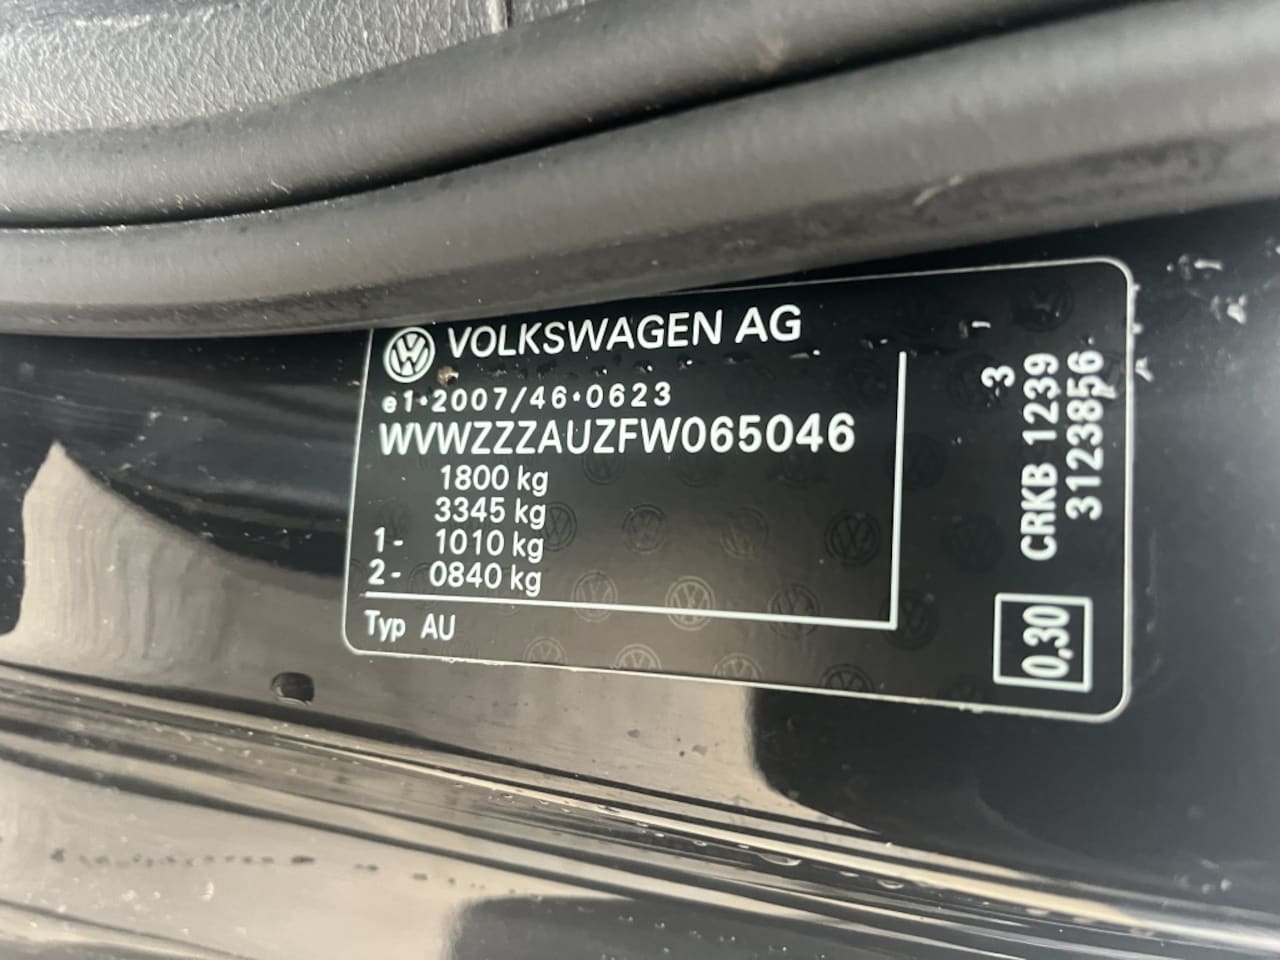 VOLKSWAGEN AG
e1*2007/46*0623
WVWZZZAUZFW065046
1800 kg
3345 kg
1- 1010 kg
2- 0840 kg
Typ AU
3
CRKB 1239
3123856
0,30